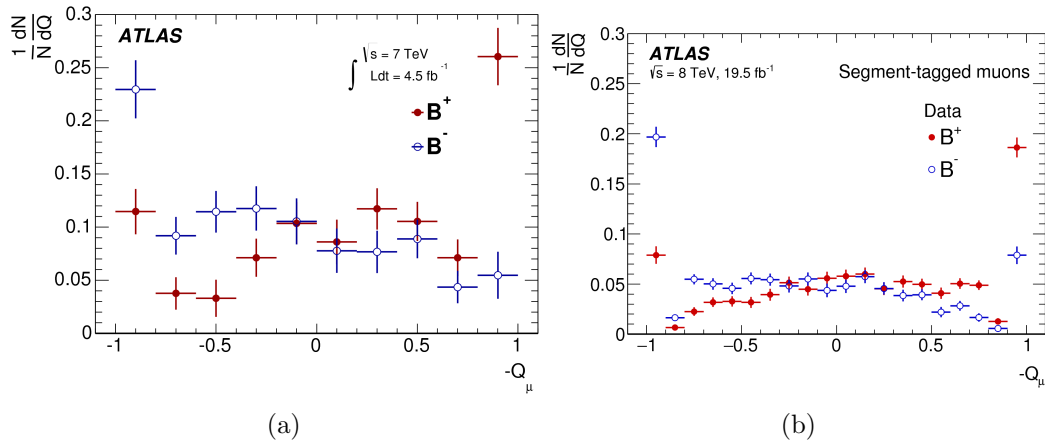 1 dN
N dQ
0.3
0.25
0.2
0.15
0.1
0.05
0
ATLAS
∫ √s = 7 TeV
Ldt = 4.5 fb⁻¹
B⁺
B⁻
-1 -0.5 0 0.5 1
-Q_μ
(a)
1 dN
N dQ
0.3
0.25
0.2
0.15
0.1
0.05
0
ATLAS
√s = 8 TeV, 19.5 fb⁻¹
Segment-tagged muons
Data
B⁺
B⁻
−1 −0.5 0 0.5 1
-Q_μ
(b)